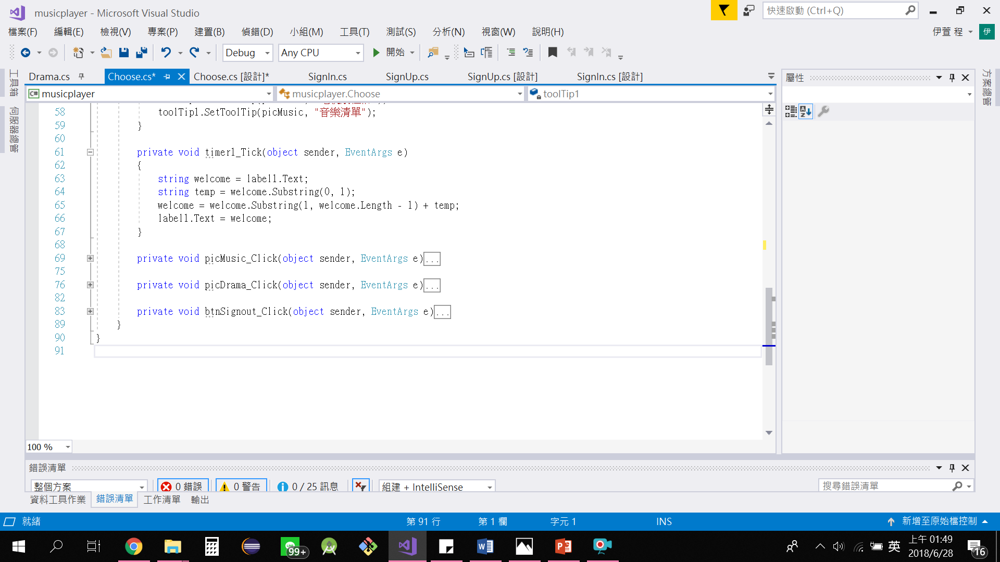 musicplayer - Microsoft Visual Studio
快速啟動 (Ctrl+Q)
檔案(F) 編輯(E) 檢視(V) 專案(P) 建置(B) 偵錯(D) 小組(M) 工具(T) 測試(S) 分析(N) 視窗(W) 說明(H)
伊萱 程
伊
Debug Any CPU 開始
工具箱
伺服器總管
Drama.cs Choose.cs* Choose.cs [設計]* SignIn.cs SignUp.cs SignUp.cs [設計] SignIn.cs [設計]
屬性
方案總管
C# musicplayer musicplayer.Choose toolTip1
58 toolTip1.SetToolTip(picMusic, "音樂清單");
59 }
60
61 private void timer1_Tick(object sender, EventArgs e)
62 {
63 string welcome = label1.Text;
64 string temp = welcome.Substring(0, 1);
65 welcome = welcome.Substring(1, welcome.Length - 1) + temp;
66 label1.Text = welcome;
67 }
68
69 private void picMusic_Click(object sender, EventArgs e)...
75
76 private void picDrama_Click(object sender, EventArgs e)...
82
83 private void btnSignout_Click(object sender, EventArgs e)...
89 }
90 }
91
100 %
錯誤清單
整個方案 0 錯誤 0 警告 0 / 25 訊息 組建 + IntelliSense 搜尋錯誤清單
資料工具作業 錯誤清單 工作清單 輸出
就緒 第 91 行 第 1 欄 字元 1 INS 新增至原始檔控制
99+
英
上午 01:49
2018/6/28
16